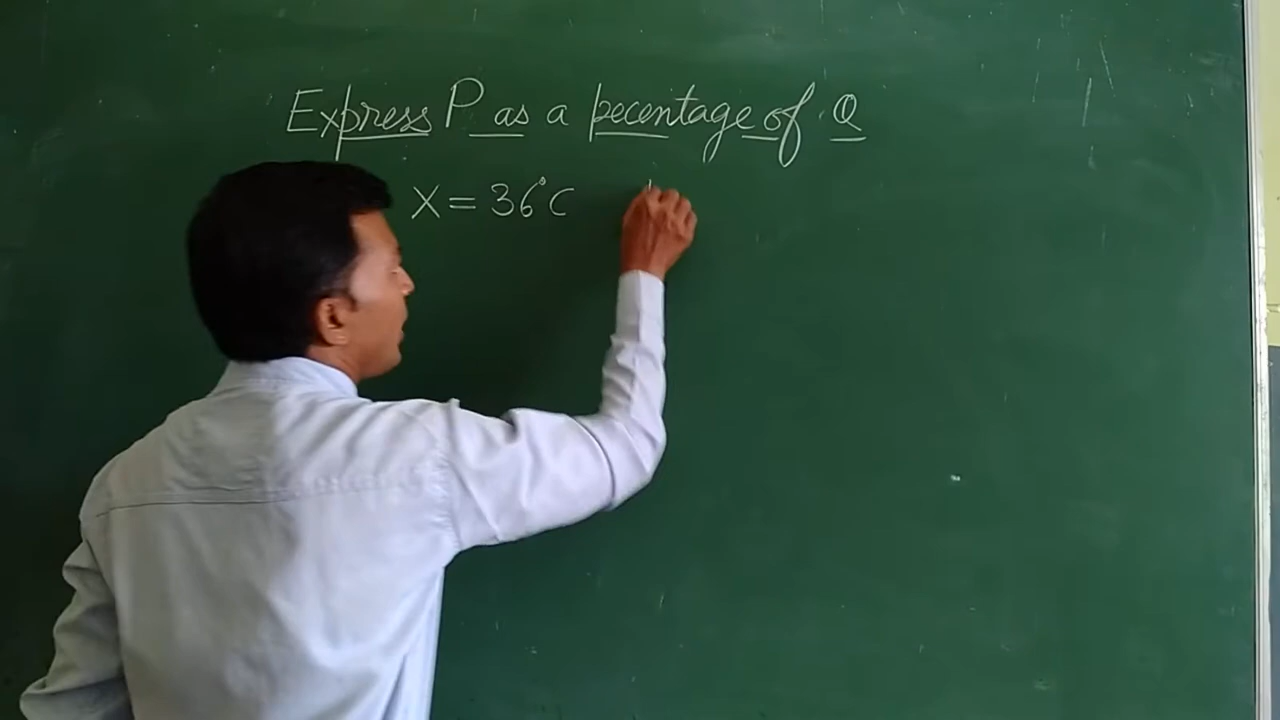 Express P as a pecentage of Q
X = 36°C